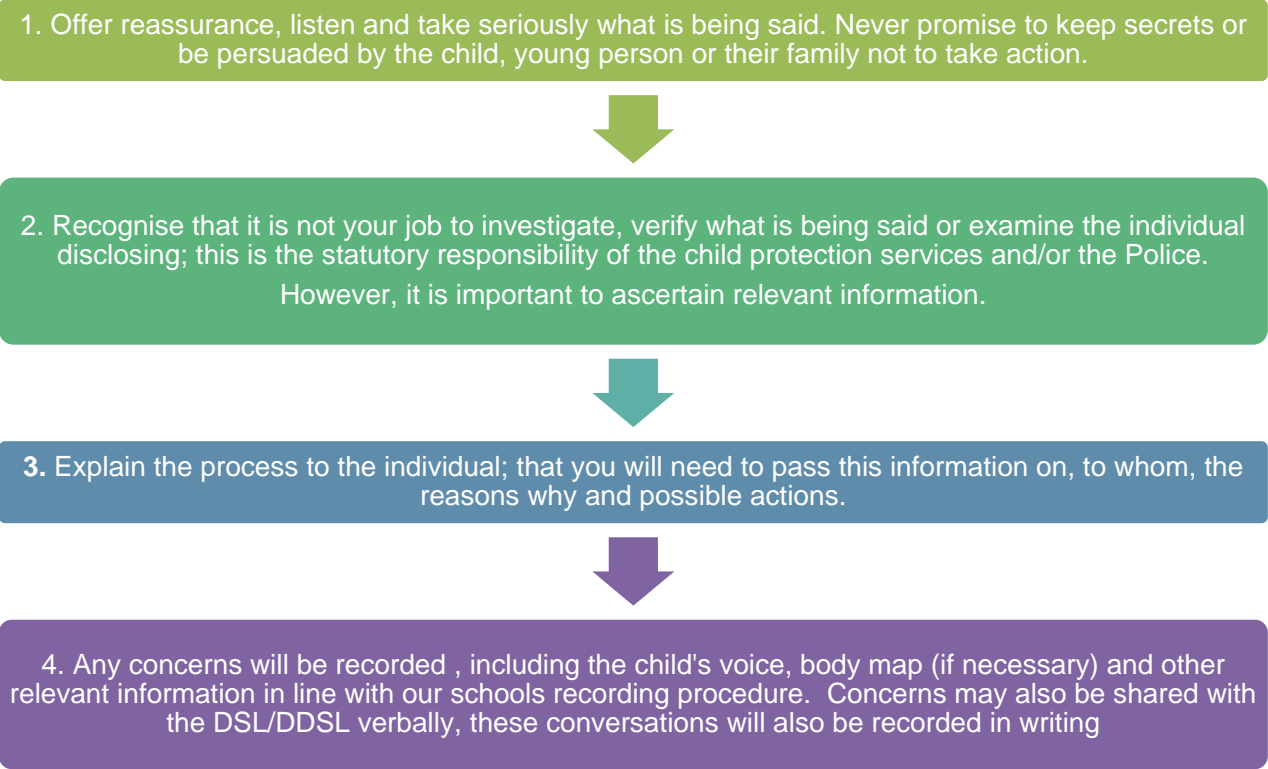 1. Offer reassurance, listen and take seriously what is being said. Never promise to keep secrets or
be persuaded by the child, young person or their family not to take action.
2. Recognise that it is not your job to investigate, verify what is being said or examine the individual
disclosing; this is the statutory responsibility of the child protection services and/or the Police.
However, it is important to ascertain relevant information.
3. Explain the process to the individual; that you will need to pass this information on, to whom, the
reasons why and possible actions.
4. Any concerns will be recorded , including the child's voice, body map (if necessary) and other
relevant information in line with our schools recording procedure.  Concerns may also be shared with
the DSL/DDSL verbally, these conversations will also be recorded in writing